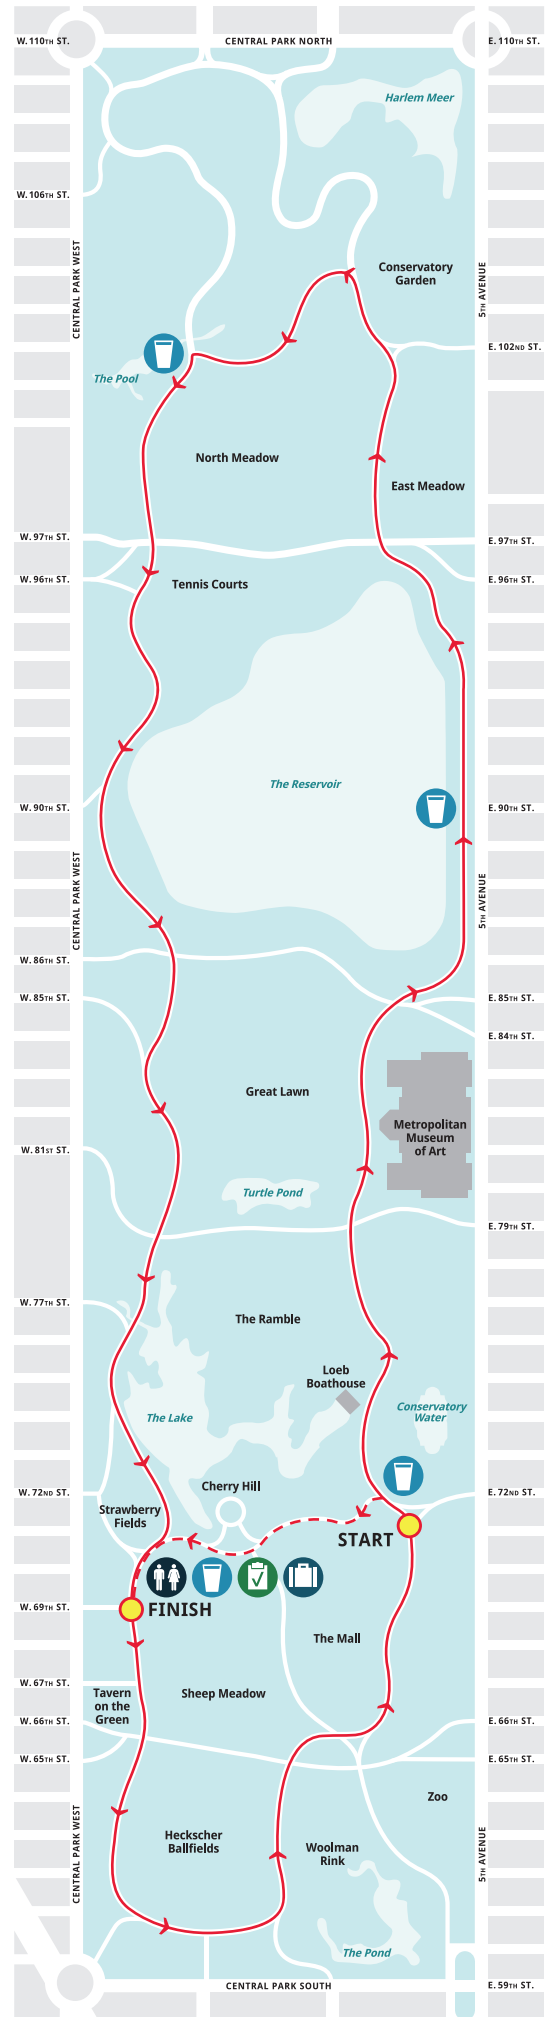 W. 110TH ST.
CENTRAL PARK NORTH
E. 110TH ST.
Harlem Meer
W. 106TH ST.
CENTRAL PARK WEST
5TH AVENUE
Conservatory
Garden
E. 102ND ST.
The Pool
North Meadow
East Meadow
W. 97TH ST.
E. 97TH ST.
W. 96TH ST.
Tennis Courts
E. 96TH ST.
The Reservoir
W. 90TH ST.
E. 90TH ST.
CENTRAL PARK WEST
5TH AVENUE
W. 86TH ST.
W. 85TH ST.
E. 85TH ST.
E. 84TH ST.
Great Lawn
Metropolitan
Museum
of Art
W. 81ST ST.
Turtle Pond
E. 79TH ST.
W. 77TH ST.
The Ramble
Loeb
Boathouse
Conservatory
Water
The Lake
Cherry Hill
W. 72ND ST.
E. 72ND ST.
Strawberry
Fields
START
W. 69TH ST.
FINISH
The Mall
W. 67TH ST.
Tavern
on the
Green
Sheep Meadow
W. 66TH ST.
E. 66TH ST.
W. 65TH ST.
E. 65TH ST.
Zoo
CENTRAL PARK WEST
Heckscher
Ballfields
Woolman
Rink
5TH AVENUE
The Pond
CENTRAL PARK SOUTH
E. 59TH ST.